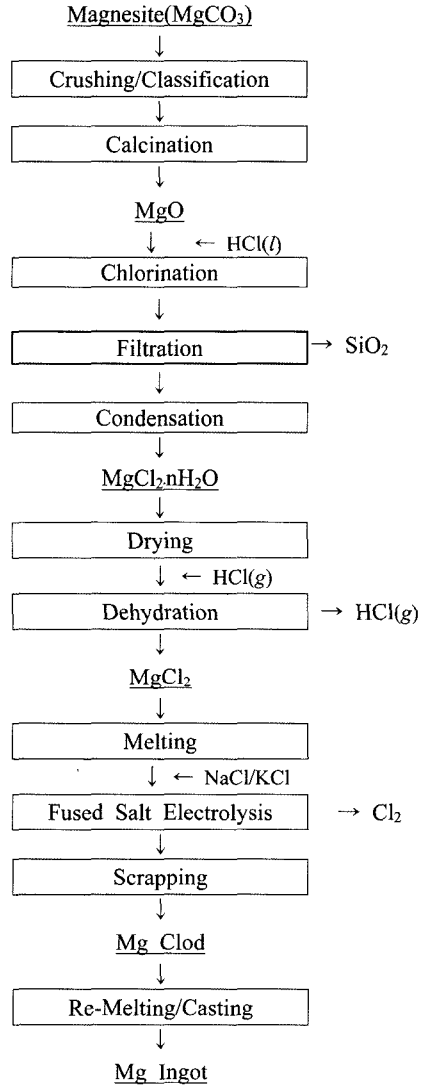 Magnesite(MgCO₃)
↓
Crushing/Classification
↓
Calcination
↓
MgO
↓ ← HCl(l)
Chlorination
↓
Filtration → SiO₂
↓
Condensation
↓
MgCl₂.nH₂O
↓
Drying
↓ ← HCl(g)
Dehydration → HCl(g)
↓
MgCl₂
↓
Melting
↓ ← NaCl/KCl
Fused Salt Electrolysis → Cl₂
↓
Scrapping
↓
Mg Clod
↓
Re-Melting/Casting
↓
Mg Ingot